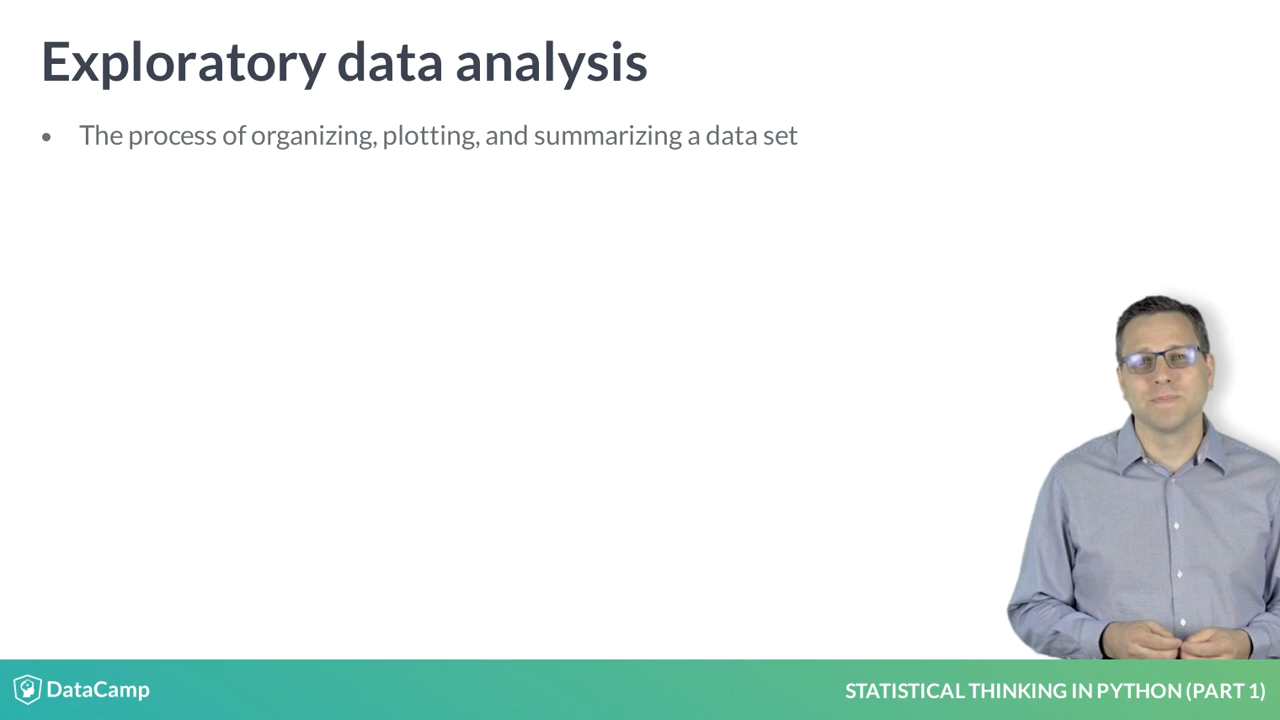 Exploratory data analysis
• The process of organizing, plotting, and summarizing a data set
DataCamp
STATISTICAL THINKING IN PYTHON (PART 1)